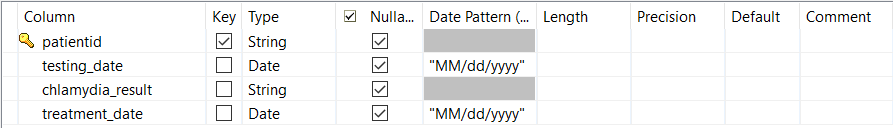 Column Key Type Nulla... Date Pattern (... Length Precision Default Comment
patientid String
testing_date Date "MM/dd/yyyy"
chlamydia_result String
treatment_date Date "MM/dd/yyyy"